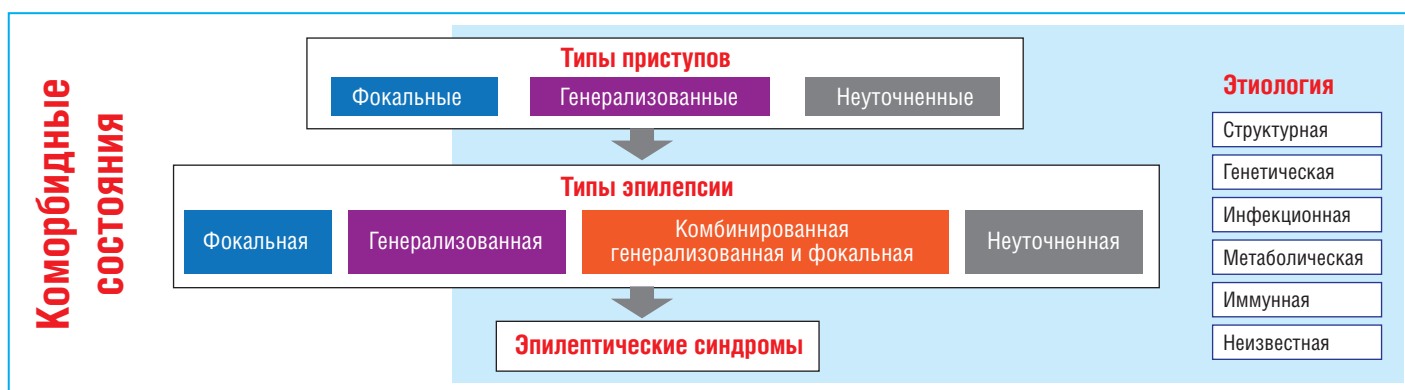 Коморбидные
состояния
Типы приступов
Фокальные
Генерализованные
Неуточненные
Типы эпилепсии
Фокальная
Генерализованная
Комбинированная
генерализованная и фокальная
Неуточненная
Эпилептические синдромы
Этиология
Структурная
Генетическая
Инфекционная
Метаболическая
Иммунная
Неизвестная